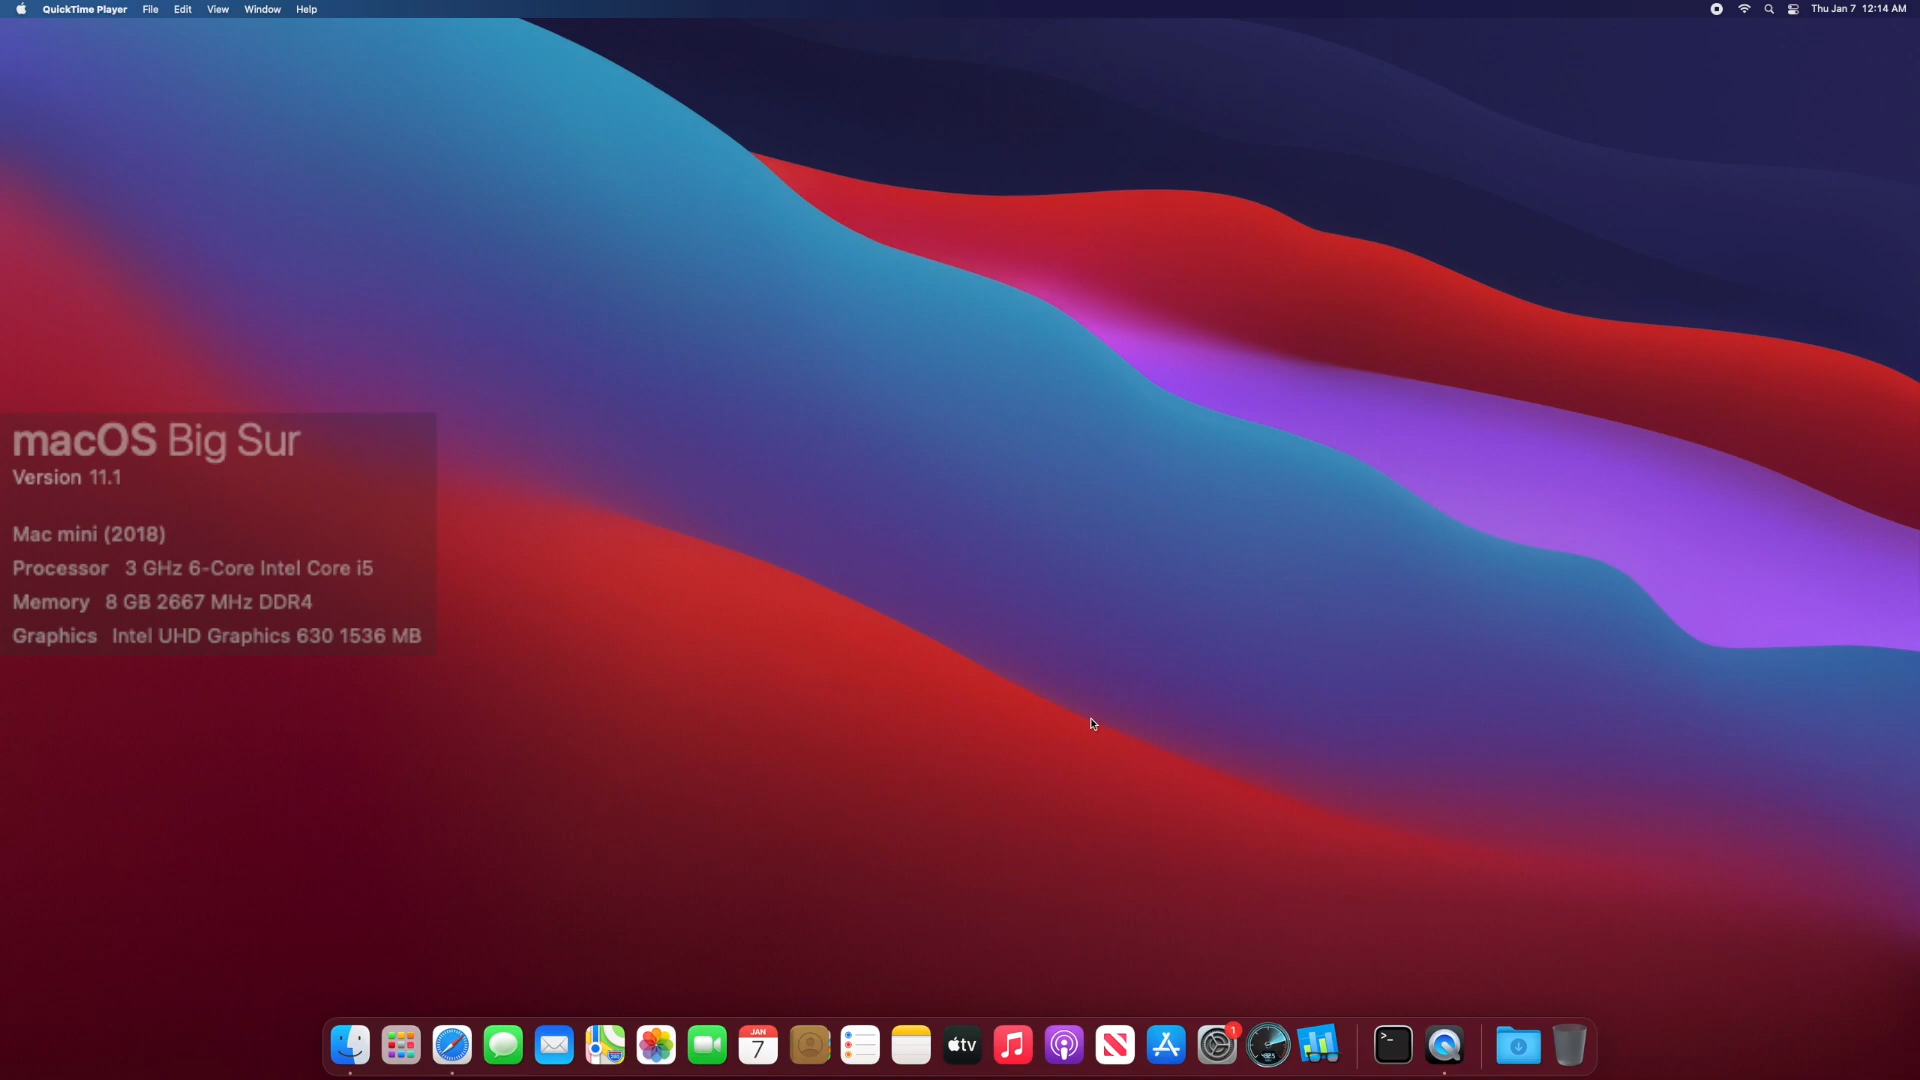 QuickTime Player File Edit View Window Help Thu Jan 7 12:14 AM
macOS Big Sur
Version 11.1
Mac mini (2018)
Processor 3 GHz 6-Core Intel Core i5
Memory 8 GB 2667 MHz DDR4
Graphics Intel UHD Graphics 630 1536 MB
JAN
7
tv
1
>_